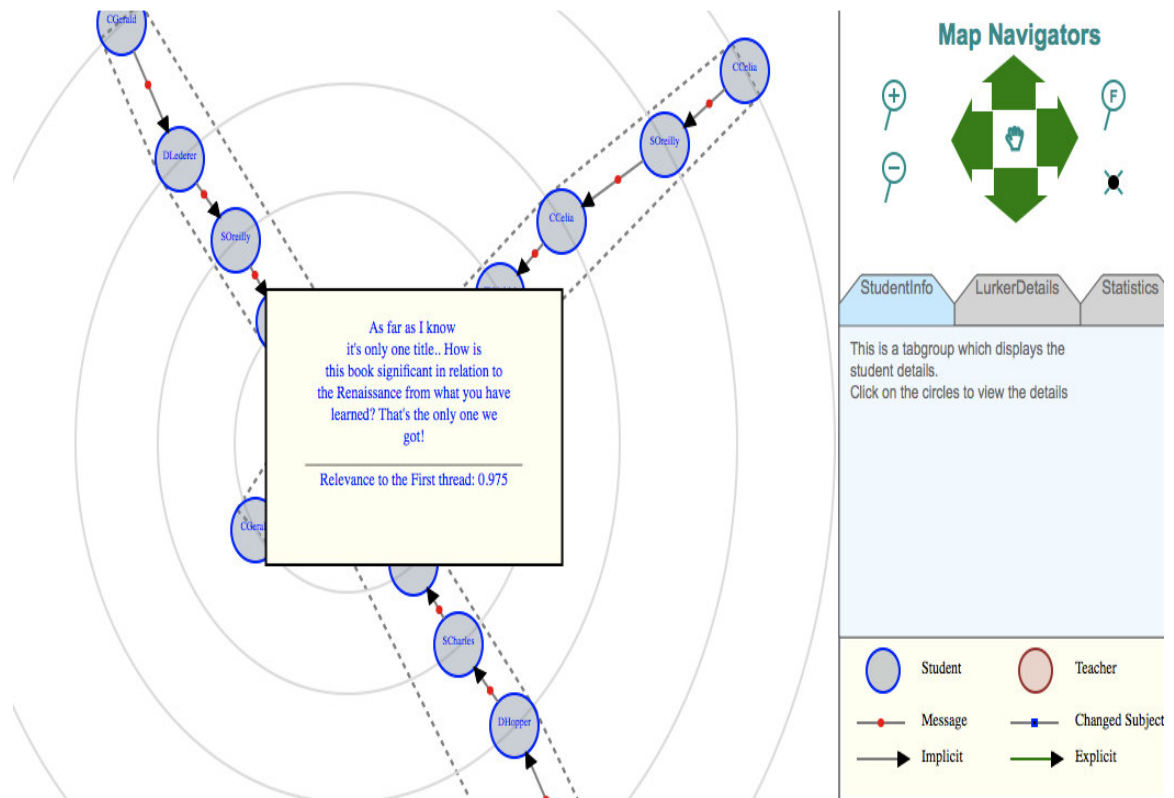 CGerald
DLederer
SOreilly
CCelia
SOreilly
CCelia
As far as I know
it's only one title.. How is
this book significant in relation to
the Renaissance from what you have
learned? That's the only one we
got!
Relevance to the First thread: 0.975
SCharles
DHopper
Map Navigators
+
F
−
StudentInfo
LurkerDetails
Statistics
This is a tabgroup which displays the
student details.
Click on the circles to view the details
Student
Teacher
Message
Changed Subject
Implicit
Explicit